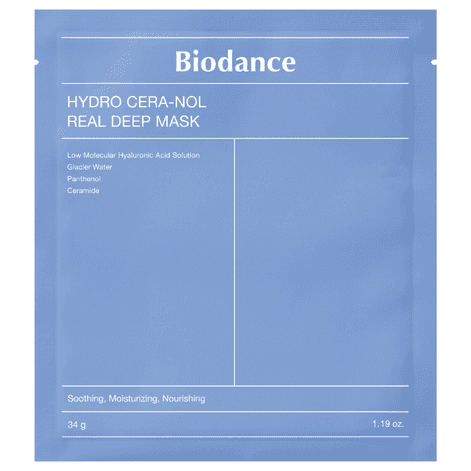 Biodance
HYDRO CERA-NOL
REAL DEEP MASK
Low Molecular Hyaluronic Acid Solution
Glacier Water
Panthenol
Ceramide
Soothing, Moisturizing, Nourishing
34 g
1.19 oz.